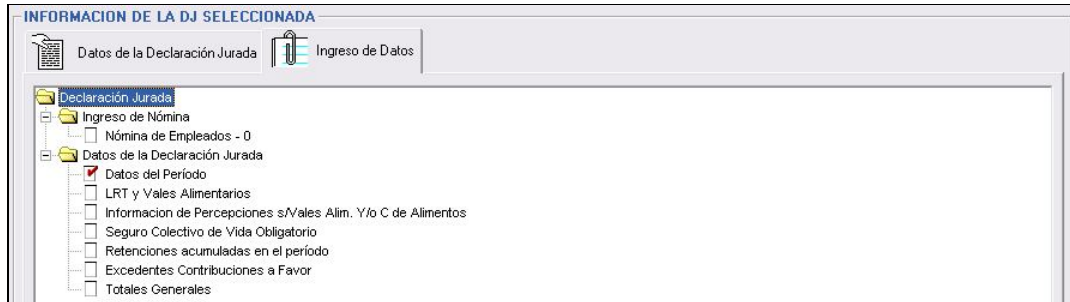 INFORMACION DE LA DJ SELECCIONADA
Datos de la Declaración Jurada
Ingreso de Datos
Declaración Jurada
Ingreso de Nómina
Nómina de Empleados - 0
Datos de la Declaración Jurada
Datos del Período
LRT y Vales Alimentarios
Informacion de Percepciones s/Vales Alim. Y/o C de Alimentos
Seguro Colectivo de Vida Obligatorio
Retenciones acumuladas en el período
Excedentes Contribuciones a Favor
Totales Generales